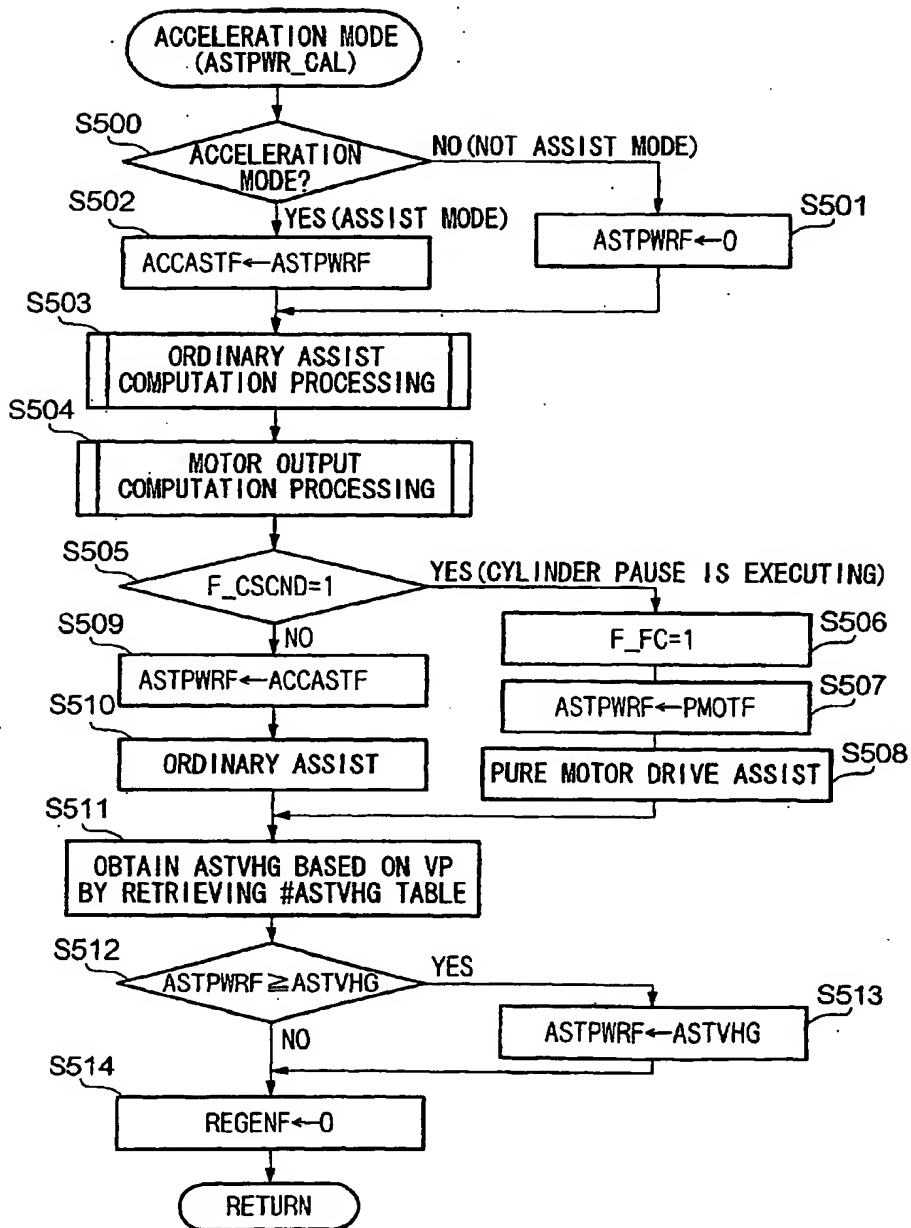 ACCELERATION MODE
(ASTPWR_CAL)
S500
ACCELERATION
MODE?
NO(NOT ASSIST MODE)
S502
YES(ASSIST MODE)
S501
ACCASTF←ASTPWRF
ASTPWRF←0
S503
ORDINARY ASSIST
COMPUTATION PROCESSING
S504
MOTOR OUTPUT
COMPUTATION PROCESSING
S505
F_CSCND=1
YES(CYLINDER PAUSE IS EXECUTING)
S509
NO
S506
F_FC=1
ASTPWRF←ACCASTF
S507
ASTPWRF←PMOTF
S510
ORDINARY ASSIST
PURE MOTOR DRIVE ASSIST
S508
S511
OBTAIN ASTVHG BASED ON VP
BY RETRIEVING #ASTVHG TABLE
S512
ASTPWRF≧ASTVHG
YES
S513
ASTPWRF←ASTVHG
NO
S514
REGENF←0
RETURN